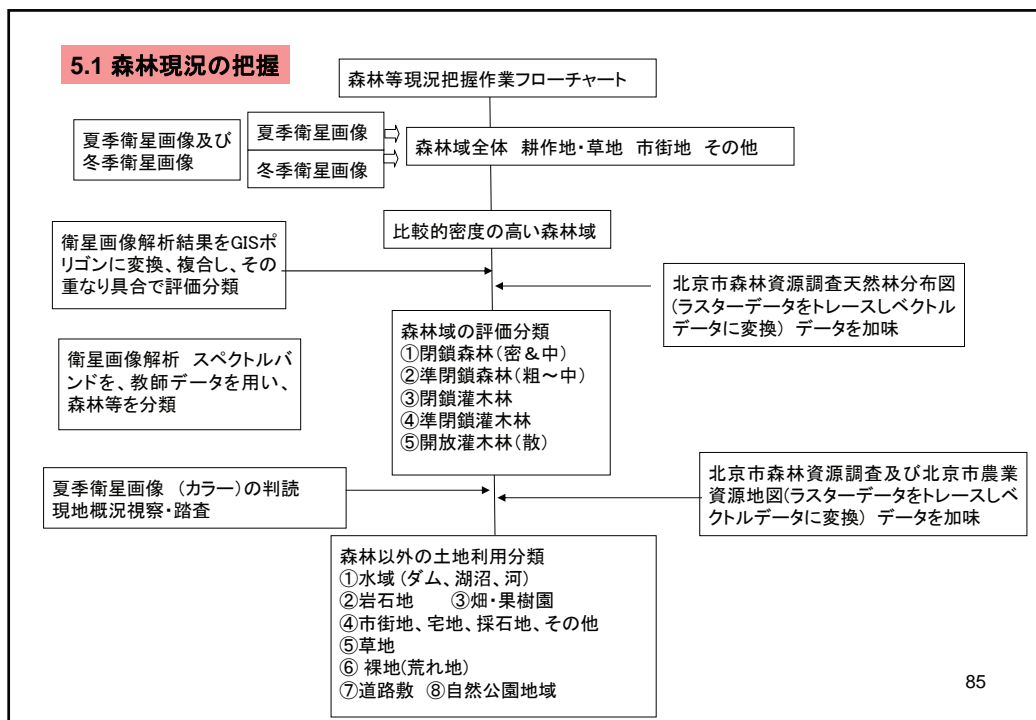 5.1 森林現況の把握
森林等現況把握作業フローチャート
夏季衛星画像及び
冬季衛星画像
夏季衛星画像
冬季衛星画像
森林域全体 耕作地・草地 市街地 その他
比較的密度の高い森林域
衛星画像解析結果をGISポ
リゴンに変換、複合し、その
重なり具合で評価分類
北京市森林資源調査天然林分布図
(ラスターデータをトレースしベクトル
データに変換) データを加味
森林域の評価分類
①閉鎖森林(密&中)
②準閉鎖森林(粗~中)
③閉鎖灌木林
④準閉鎖灌木林
⑤開放灌木林(散)
衛星画像解析 スペクトルバ
ンドを、教師データを用い、
森林等を分類
夏季衛星画像 (カラー)の判読
現地概況視察・踏査
北京市森林資源調査及び北京市農業
資源地図(ラスターデータをトレースしベ
クトルデータに変換) データを加味
森林以外の土地利用分類
①水域(ダム、湖沼、河)
②岩石地 ③畑・果樹園
④市街地、宅地、採石地、その他
⑤草地
⑥ 裸地(荒れ地)
⑦道路敷 ⑧自然公園地域
85